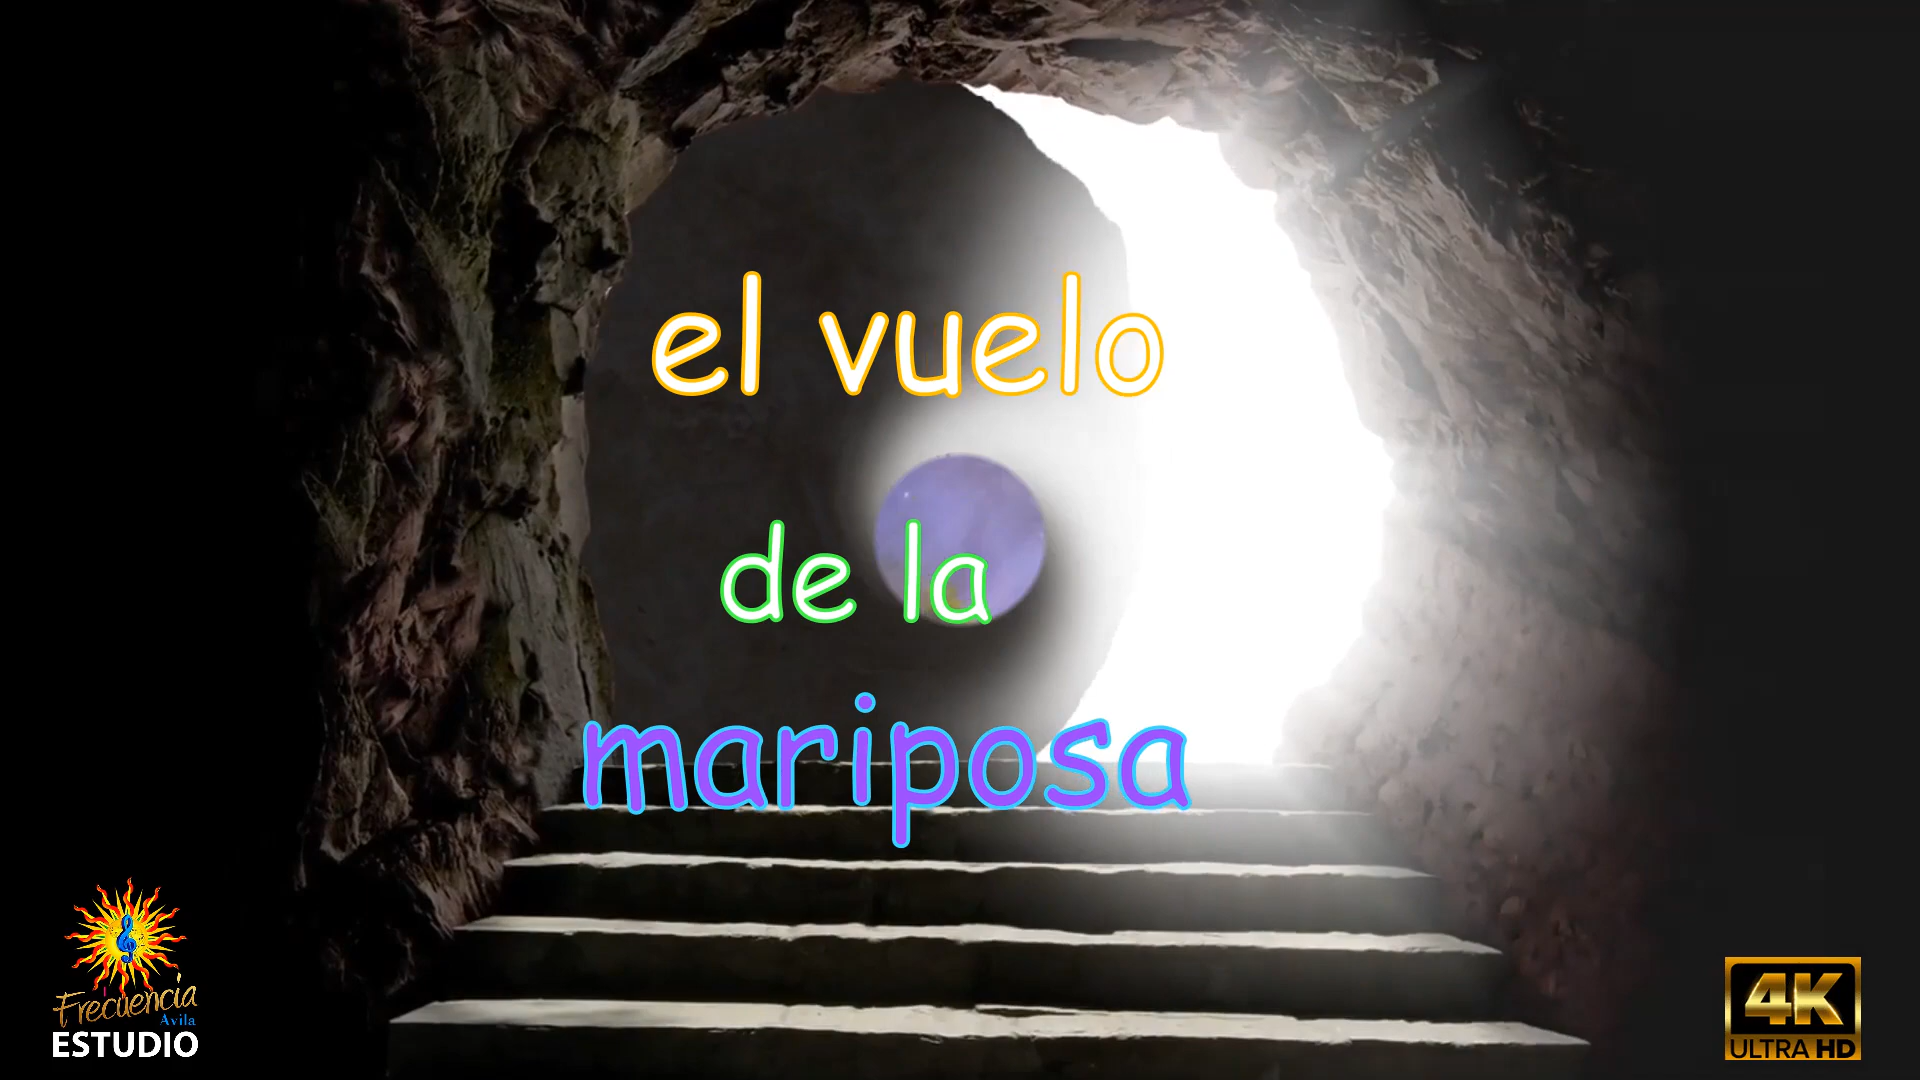 el vuelo
de la
mariposa
Frecuencia
Avila
ESTUDIO
4K
ULTRA HD